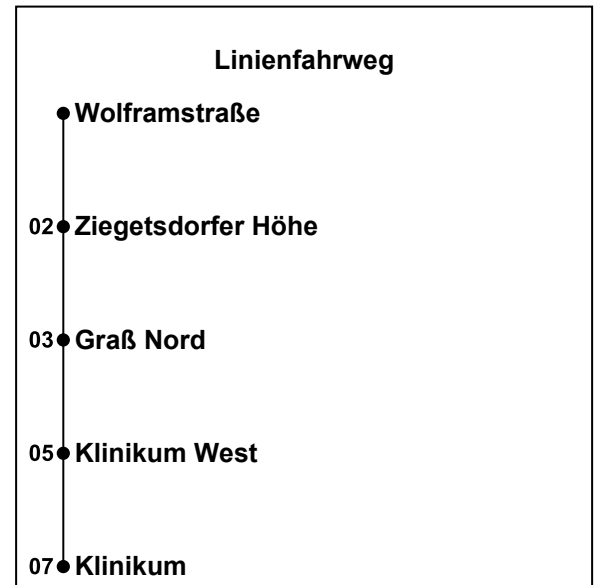 Linienfahrweg
Wolframstraße
02 Ziegetsdorfer Höhe
03 Graß Nord
05 Klinikum West
07 Klinikum